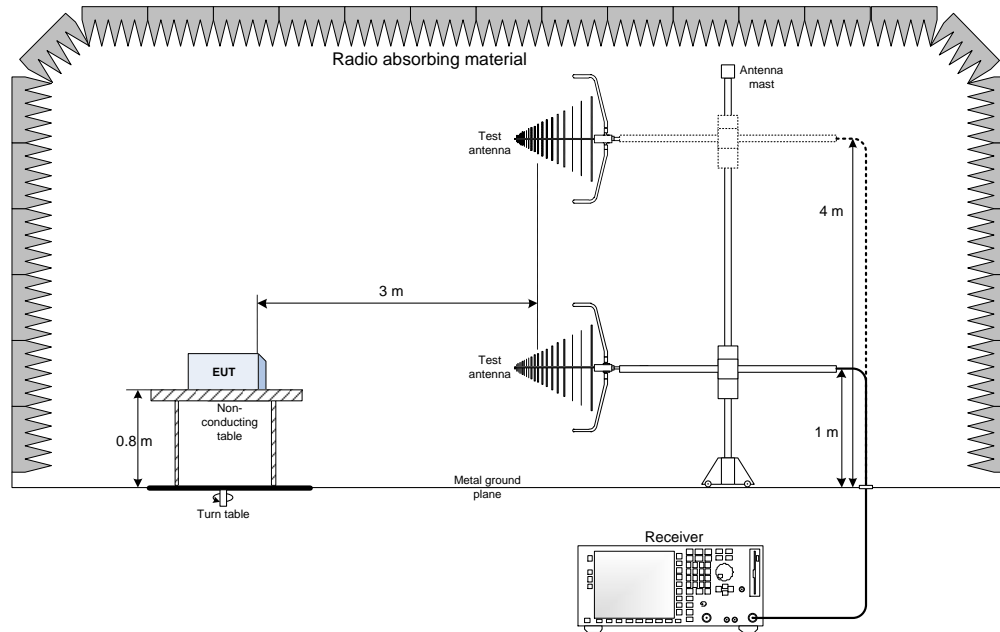 Radio absorbing material
Antenna
mast
Test
antenna
4 m
3 m
Test
antenna
EUT
Non-
conducting
table
0.8 m
1 m
Metal ground
plane
Turn table
Receiver